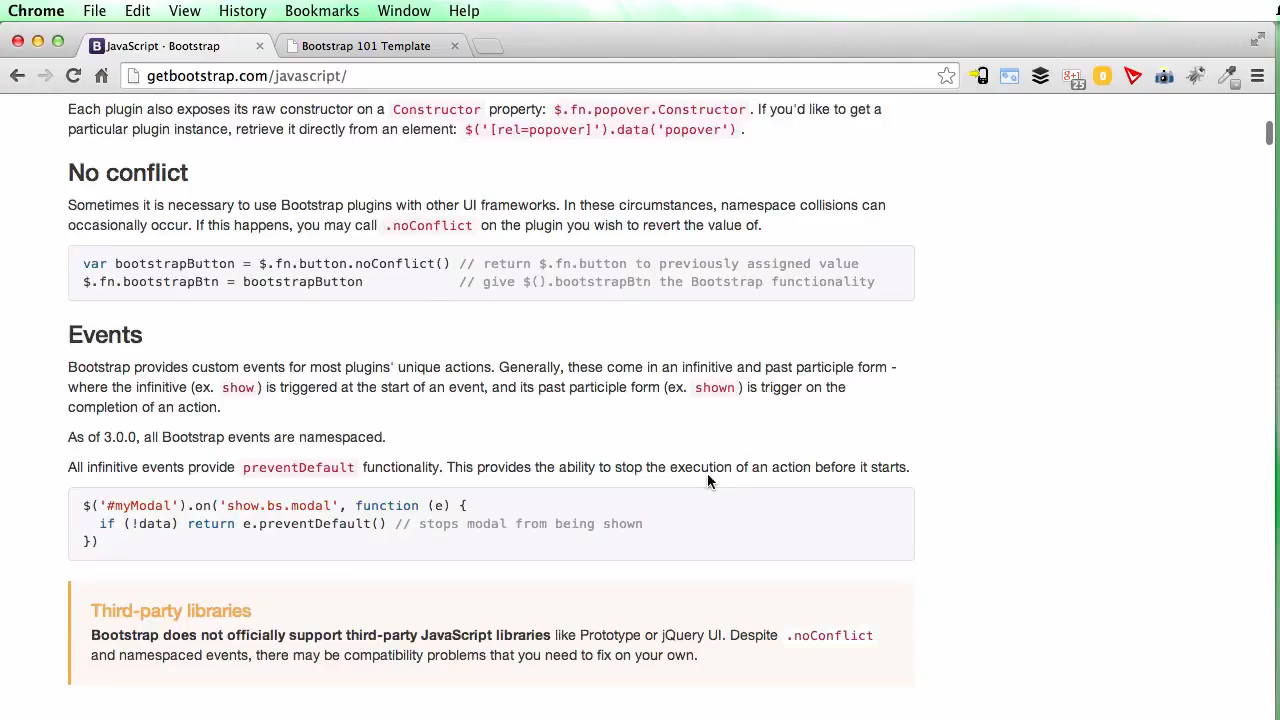 Chrome File Edit View History Bookmarks Window Help
JavaScript · Bootstrap
Bootstrap 101 Template
getbootstrap.com/javascript/
25
0
Each plugin also exposes its raw constructor on a Constructor property: $.fn.popover.Constructor. If you'd like to get a
particular plugin instance, retrieve it directly from an element: $('[rel=popover]').data('popover').
No conflict
Sometimes it is necessary to use Bootstrap plugins with other UI frameworks. In these circumstances, namespace collisions can
occasionally occur. If this happens, you may call .noConflict on the plugin you wish to revert the value of.
var bootstrapButton = $.fn.button.noConflict() // return $.fn.button to previously assigned value
$.fn.bootstrapBtn = bootstrapButton            // give $().bootstrapBtn the Bootstrap functionality
Events
Bootstrap provides custom events for most plugins' unique actions. Generally, these come in an infinitive and past participle form -
where the infinitive (ex. show) is triggered at the start of an event, and its past participle form (ex. shown) is trigger on the
completion of an action.
As of 3.0.0, all Bootstrap events are namespaced.
All infinitive events provide preventDefault functionality. This provides the ability to stop the execution of an action before it starts.
$('#myModal').on('show.bs.modal', function (e) {
  if (!data) return e.preventDefault() // stops modal from being shown
})
Third-party libraries
Bootstrap does not officially support third-party JavaScript libraries like Prototype or jQuery UI. Despite .noConflict
and namespaced events, there may be compatibility problems that you need to fix on your own.